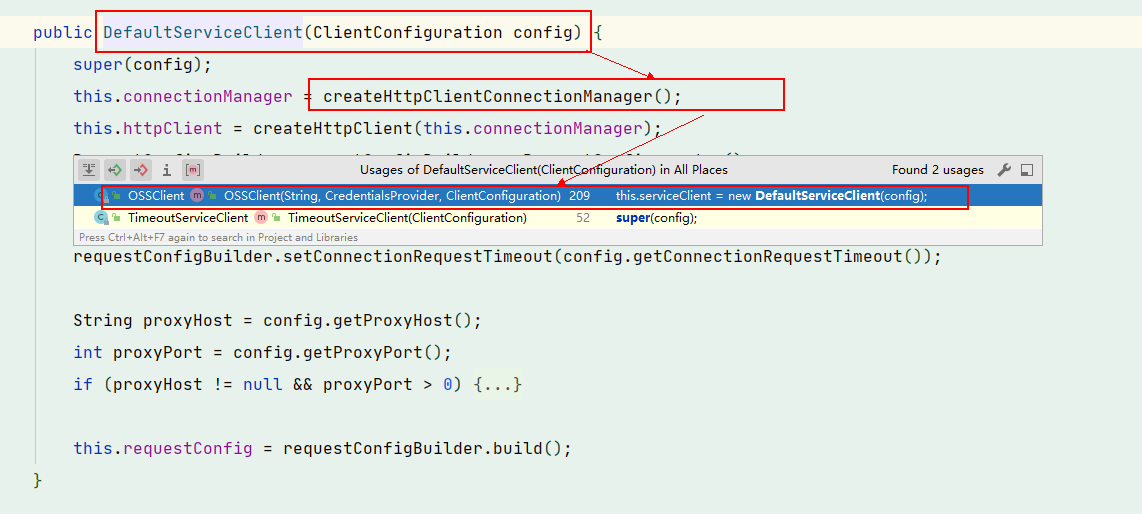 public DefaultServiceClient(ClientConfiguration config) {
super(config);
this.connectionManager = createHttpClientConnectionManager();
this.httpClient = createHttpClient(this.connectionManager);
Usages of DefaultServiceClient(ClientConfiguration) in All Places Found 2 usages
OSSClient OSSClient(String, CredentialsProvider, ClientConfiguration) 209 this.serviceClient = new DefaultServiceClient(config);
TimeoutServiceClient TimeoutServiceClient(ClientConfiguration) 52 super(config);
Press Ctrl+Alt+F7 again to search in Project and Libraries
requestConfigBuilder.setConnectionRequestTimeout(config.getConnectionRequestTimeout());
String proxyHost = config.getProxyHost();
int proxyPort = config.getProxyPort();
if (proxyHost != null && proxyPort > 0) {...}
this.requestConfig = requestConfigBuilder.build();
}